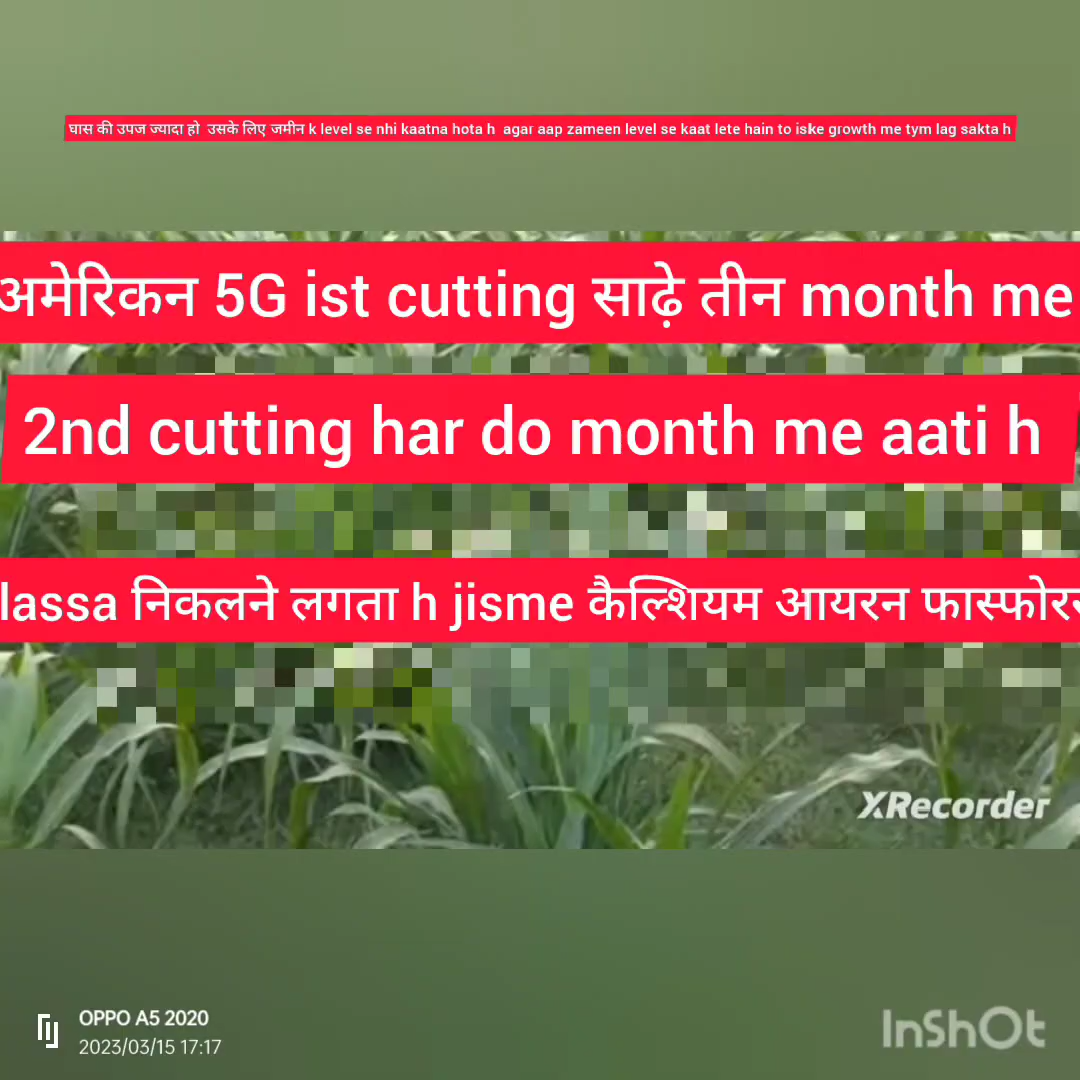 घास की उपज ज्यादा हो उसके लिए जमीन k level se nhi kaatna hota h agar aap zameen level se kaat lete hain to iske growth me tym lag sakta h
अमेरिकन 5G ist cutting साढ़े तीन month me
2nd cutting har do month me aati h
lassa निकलने लगता h jisme कैल्शियम आयरन
XRecorder
OPPO A5 2020
2023/03/15 17:17
InShOt